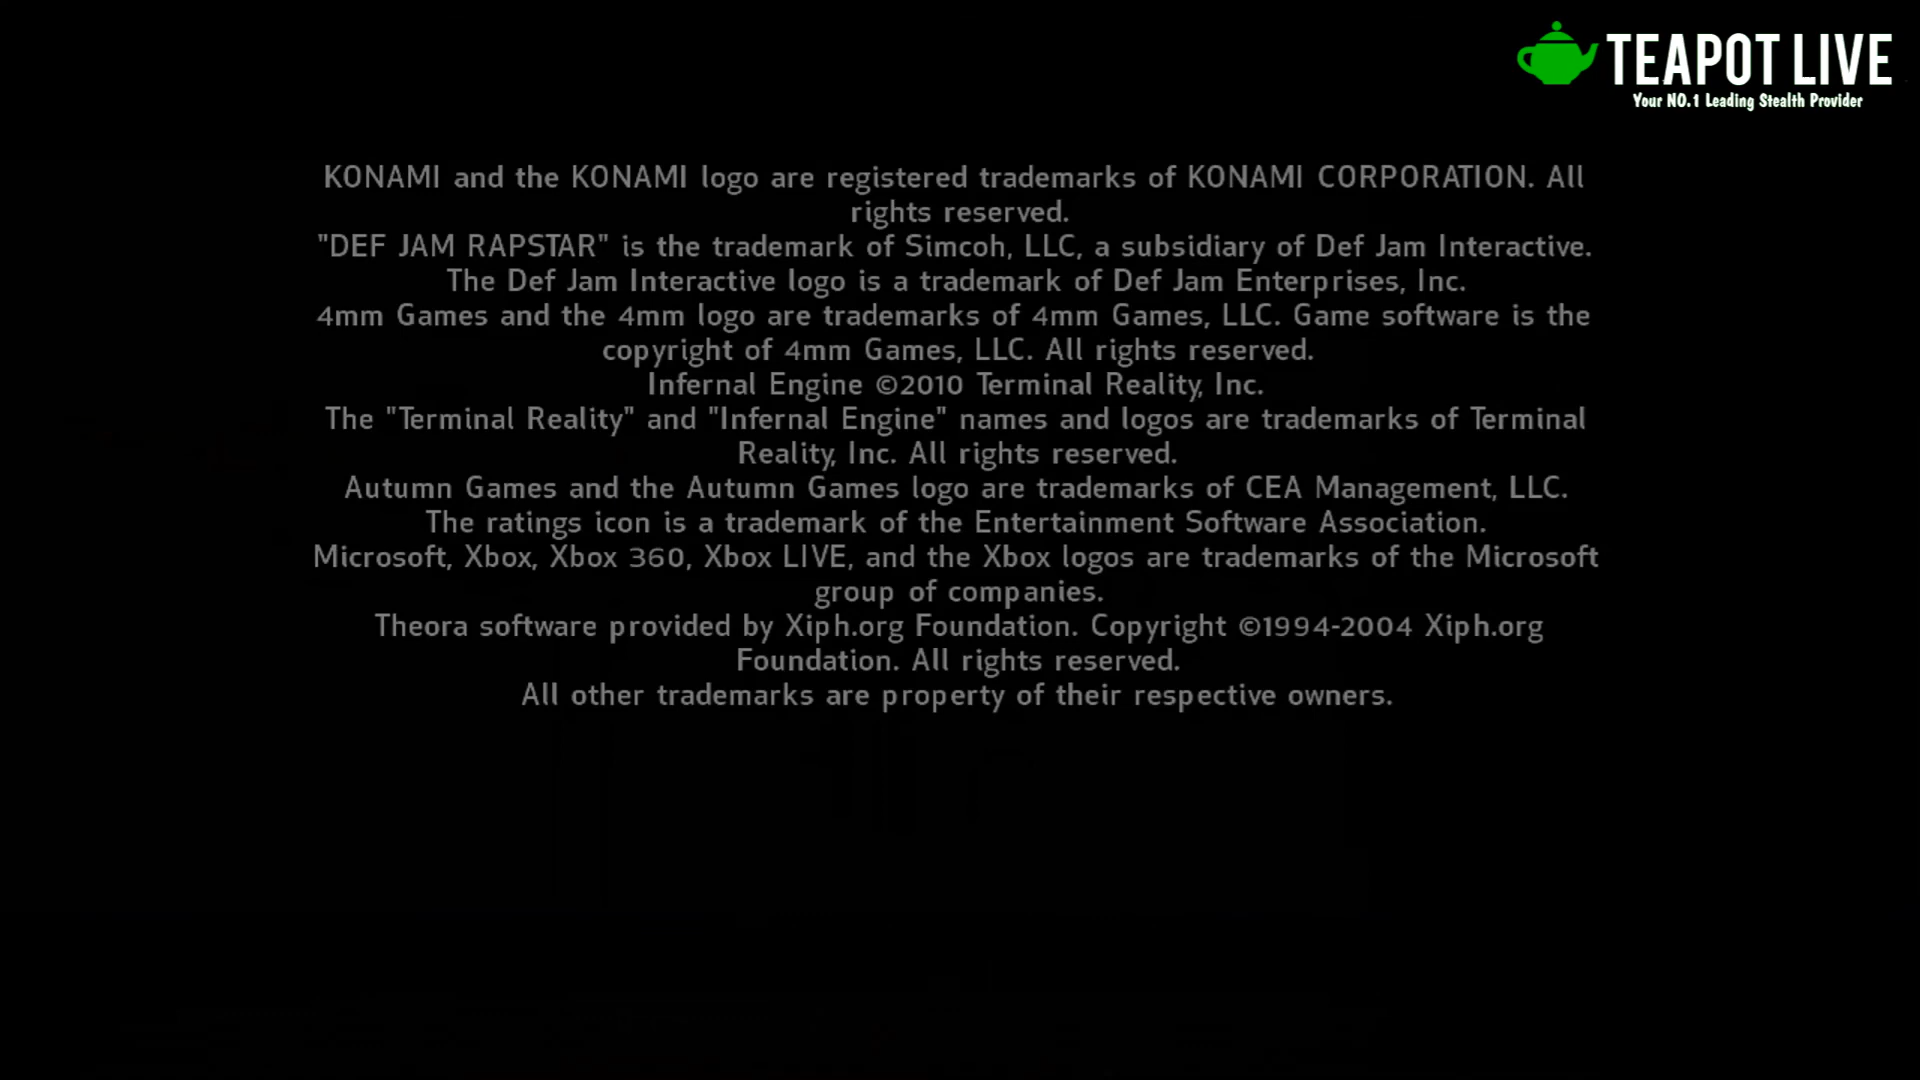 TEAPOT LIVE
Your NO.1 Leading Stealth Provider
KONAMI and the KONAMI logo are registered trademarks of KONAMI CORPORATION. All
rights reserved.
"DEF JAM RAPSTAR" is the trademark of Simcoh, LLC, a subsidiary of Def Jam Interactive.
The Def Jam Interactive logo is a trademark of Def Jam Enterprises, Inc.
4mm Games and the 4mm logo are trademarks of 4mm Games, LLC. Game software is the
copyright of 4mm Games, LLC. All rights reserved.
Infernal Engine ©2010 Terminal Reality, Inc.
The "Terminal Reality" and "Infernal Engine" names and logos are trademarks of Terminal
Reality, Inc. All rights reserved.
Autumn Games and the Autumn Games logo are trademarks of CEA Management, LLC.
The ratings icon is a trademark of the Entertainment Software Association.
Microsoft, Xbox, Xbox 360, Xbox LIVE, and the Xbox logos are trademarks of the Microsoft
group of companies.
Theora software provided by Xiph.org Foundation. Copyright ©1994-2004 Xiph.org
Foundation. All rights reserved.
All other trademarks are property of their respective owners.